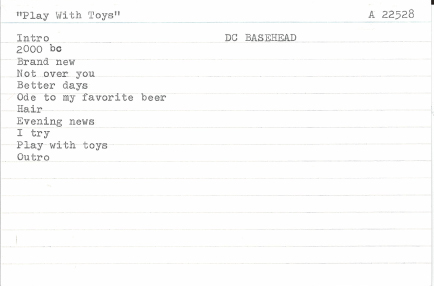 "Play With Toys" A 22528
Intro DC BASEHEAD
2000 bc
Brand new
Not over you
Better days
Ode to my favorite beer
Hair
Evening news
I try
Play with toys
Outro